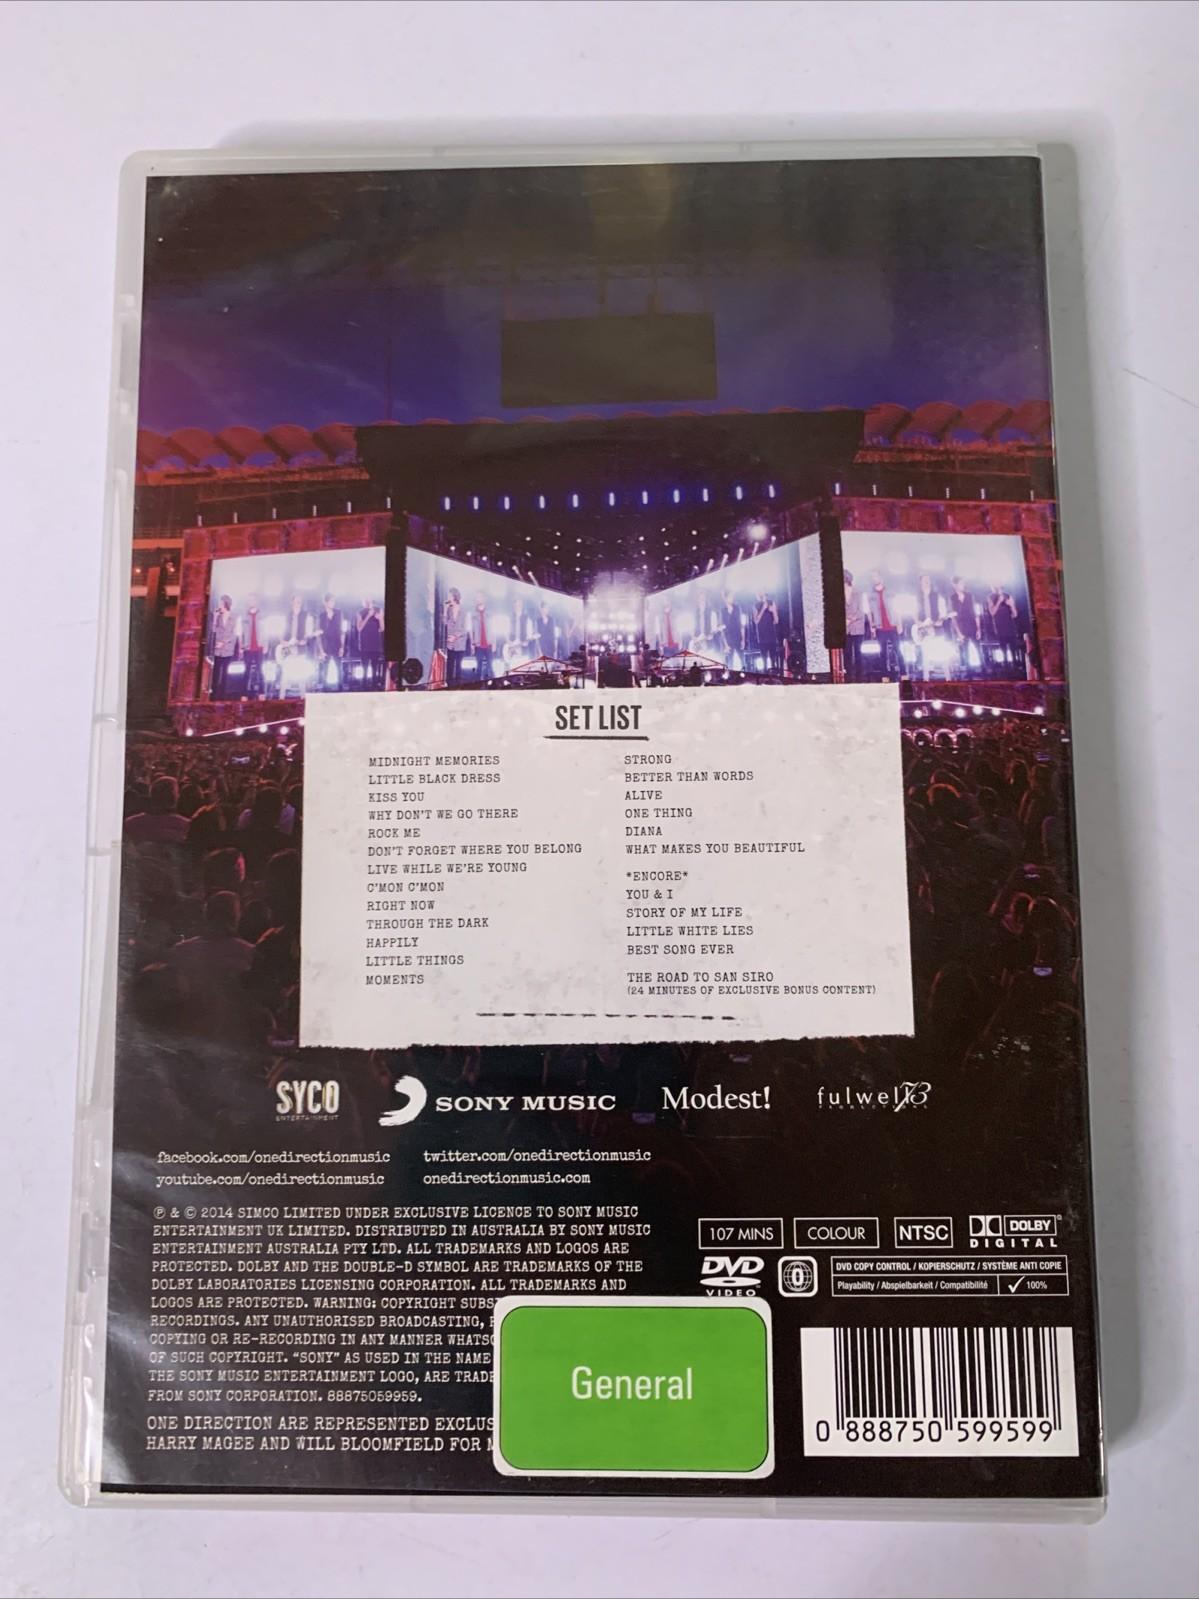 SET LIST
MIDNIGHT MEMORIES
LITTLE BLACK DRESS
KISS YOU
WHY DON'T WE GO THERE
ROCK ME
DON'T FORGET WHERE YOU BELONG
LIVE WHILE WE'RE YOUNG
C'MON C'MON
RIGHT NOW
THROUGH THE DARK
HAPPILY
LITTLE THINGS
MOMENTS
STRONG
BETTER THAN WORDS
ALIVE
ONE THING
DIANA
WHAT MAKES YOU BEAUTIFUL
*ENCORE*
YOU & I
STORY OF MY LIFE
LITTLE WHITE LIES
BEST SONG EVER
THE ROAD TO SAN SIRO
(24 MINUTES OF EXCLUSIVE BONUS CONTENT)
SYCO
ENTERTAINMENT
SONY MUSIC
Modest!
fulwell73
PRODUCTIONS
facebook.com/onedirectionmusic
twitter.com/onedirectionmusic
youtube.com/onedirectionmusic
onedirectionmusic.com
℗ & © 2014 SIMCO LIMITED UNDER EXCLUSIVE LICENCE TO SONY MUSIC
ENTERTAINMENT UK LIMITED. DISTRIBUTED IN AUSTRALIA BY SONY MUSIC
ENTERTAINMENT AUSTRALIA PTY LTD. ALL TRADEMARKS AND LOGOS ARE
PROTECTED. DOLBY AND THE DOUBLE-D SYMBOL ARE TRADEMARKS OF THE
DOLBY LABORATORIES LICENSING CORPORATION. ALL TRADEMARKS AND
LOGOS ARE PROTECTED. WARNING: COPYRIGHT SUBS
RECORDINGS. ANY UNAUTHORISED BROADCASTING,
COPYING OR RE-RECORDING IN ANY MANNER WHATSO
OF SUCH COPYRIGHT. "SONY" AS USED IN THE NAME
THE SONY MUSIC ENTERTAINMENT LOGO, ARE TRADE
FROM SONY CORPORATION. 88875059959.
ONE DIRECTION ARE REPRESENTED EXCLUS
HARRY MAGEE AND WILL BLOOMFIELD FOR M
107 MINS
COLOUR
NTSC
DOLBY
DIGITAL
DVD
VIDEO
0
DVD COPY CONTROL / KOPIERSCHUTZ / SYSTÈME ANTI COPIE
Playability / Abspielbarkeit / Compatibilité
100%
General
0 888750 599599